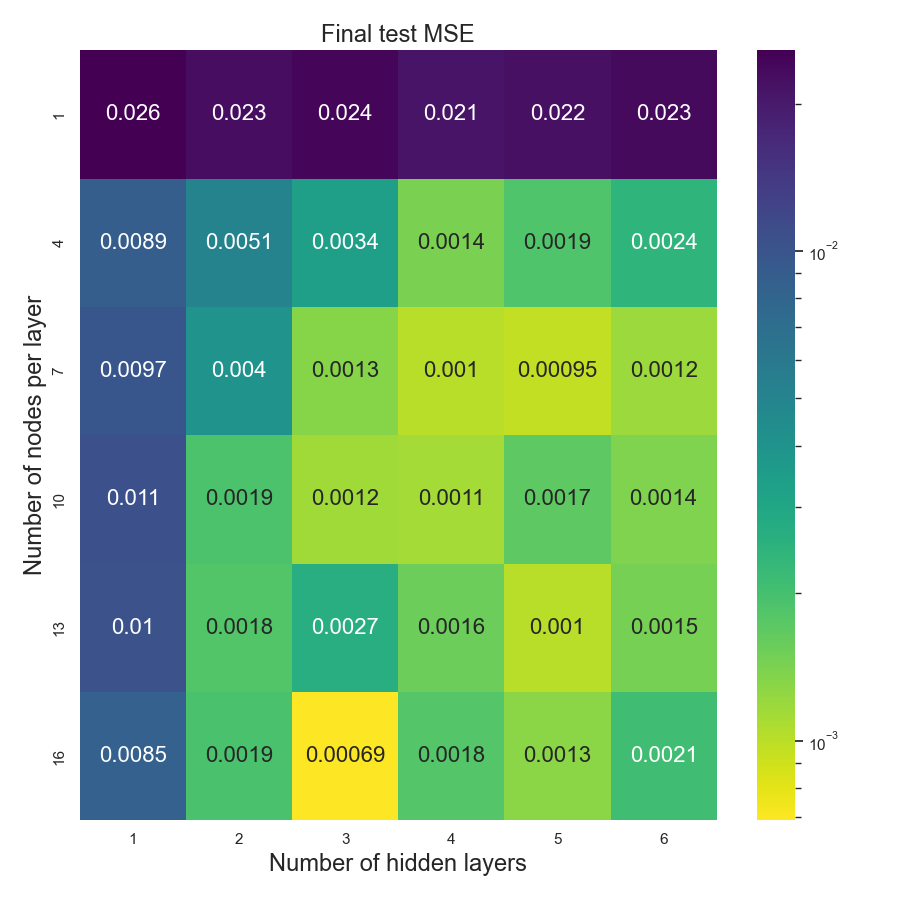 Final test MSE
1 0.026 0.023 0.024 0.021 0.022 0.023
4 0.0089 0.0051 0.0034 0.0014 0.0019 0.0024
7 0.0097 0.004 0.0013 0.001 0.00095 0.0012
10 0.011 0.0019 0.0012 0.0011 0.0017 0.0014
13 0.01 0.0018 0.0027 0.0016 0.001 0.0015
16 0.0085 0.0019 0.00069 0.0018 0.0013 0.0021
1 2 3 4 5 6
Number of hidden layers
Number of nodes per layer
10⁻²
10⁻³